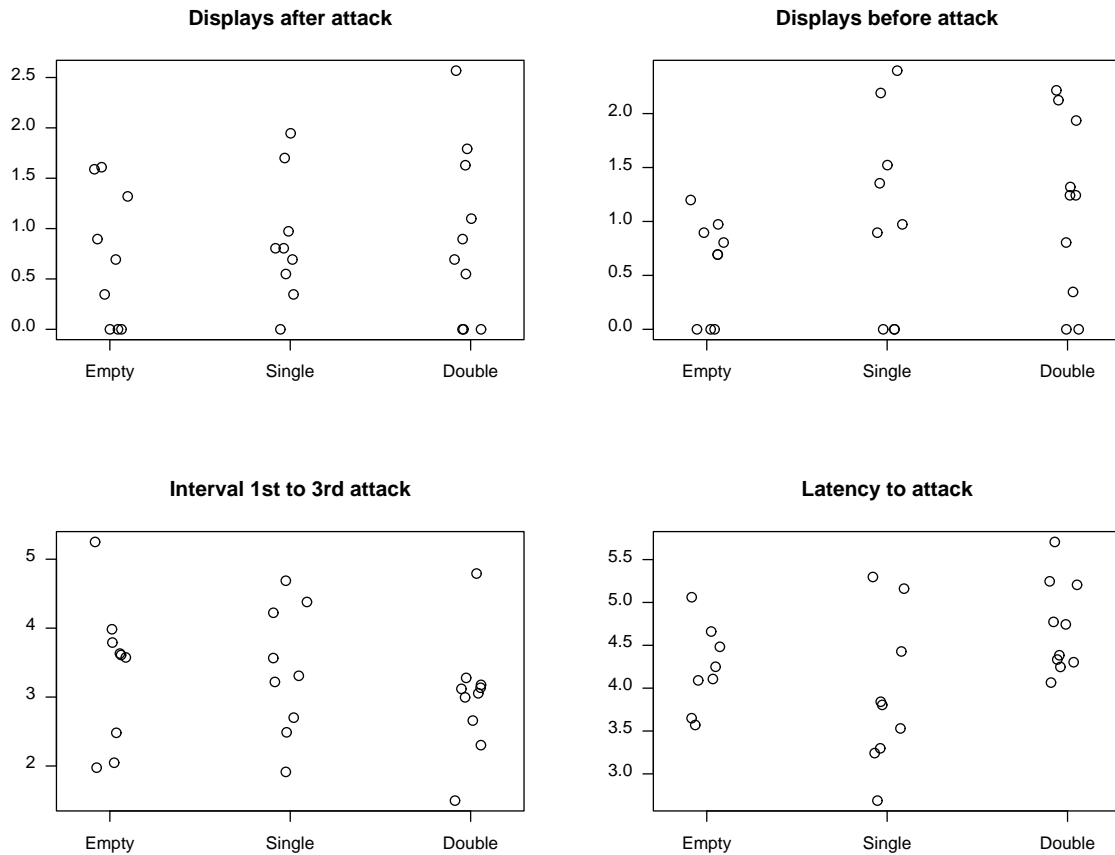 Displays after attack
2.5
2.0
1.5
1.0
0.5
0.0
Empty Single Double
Displays before attack
2.0
1.5
1.0
0.5
0.0
Empty Single Double
Interval 1st to 3rd attack
5
4
3
2
Empty Single Double
Latency to attack
5.5
5.0
4.5
4.0
3.5
3.0
Empty Single Double